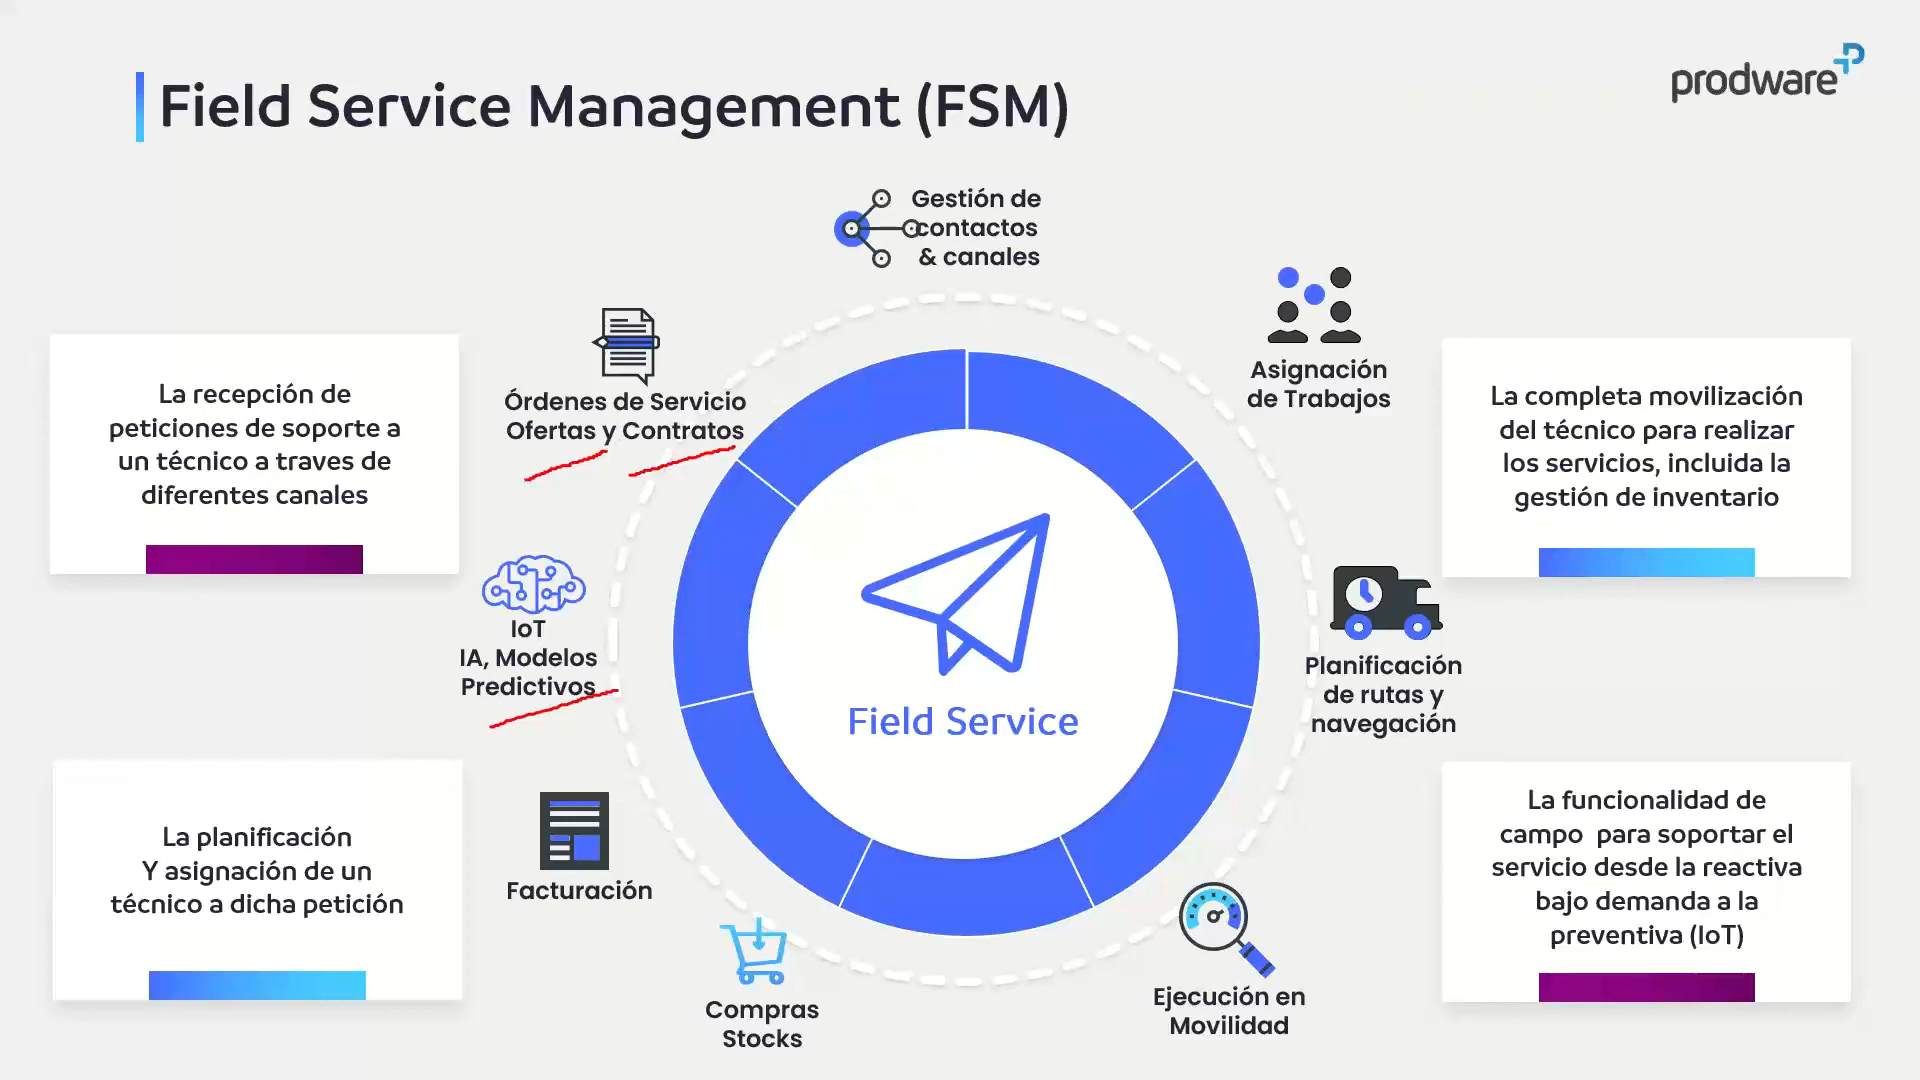 Field Service Management (FSM)
prodware
Gestión de
contactos
& canales
Órdenes de Servicio
Ofertas y Contratos
Asignación
de Trabajos
La recepción de
peticiones de soporte a
un técnico a traves de
diferentes canales
La completa movilización
del técnico para realizar
los servicios, incluida la
gestión de inventario
IoT
IA, Modelos
Predictivos
Field Service
Planificación
de rutas y
navegación
La planificación
Y asignación de un
técnico a dicha petición
Facturación
La funcionalidad de
campo  para soportar el
servicio desde la reactiva
bajo demanda a la
preventiva (IoT)
Compras
Stocks
Ejecución en
Movilidad